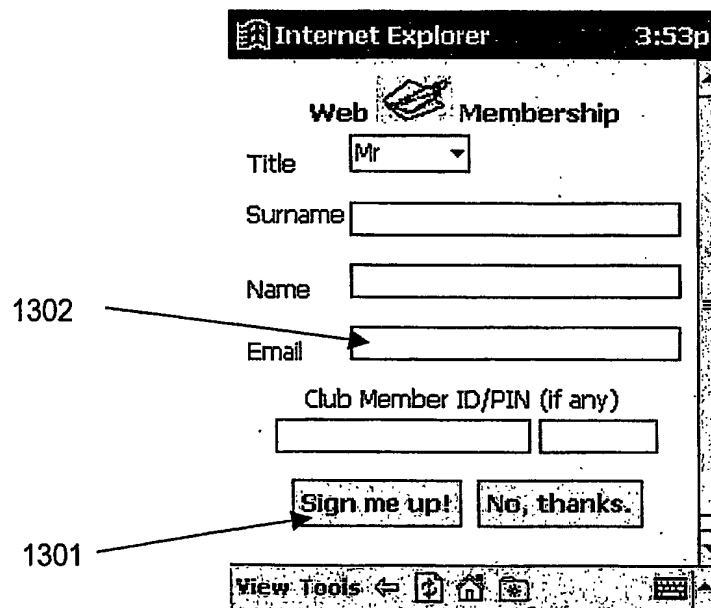 Internet Explorer 3:53p
Web Membership
Title Mr
Surname
Name
1302
Email
Club Member ID/PIN (if any)
Sign me up! No, thanks.
1301
View Tools